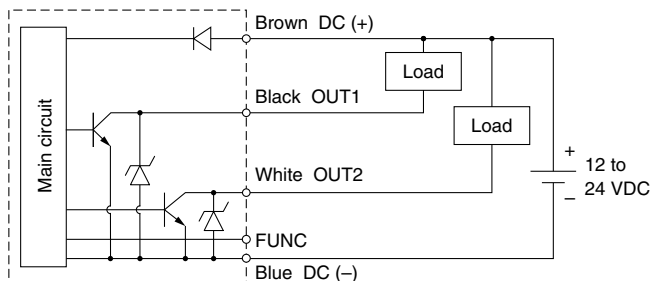 Brown DC (+)
Load
Black OUT1
Load
Main circuit
White OUT2
+
12 to
24 VDC
−
FUNC
Blue DC (−)